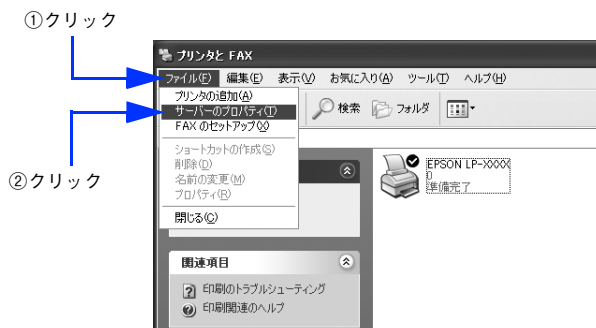 ①クリック
プリンタと FAX
ファイル(F) 編集(E) 表示(V) お気に入り(A) ツール(T) ヘルプ(H)
プリンタの追加(A)
サーバーのプロパティ(T)
FAX のセットアップ(X)
検索 フォルダ
ショートカットの作成(S)
削除(D)
名前の変更(M)
プロパティ(R)
閉じる(C)
②クリック
EPSON LP-XXXX
0
準備完了
関連項目
印刷のトラブルシューティング
印刷関連のヘルプ